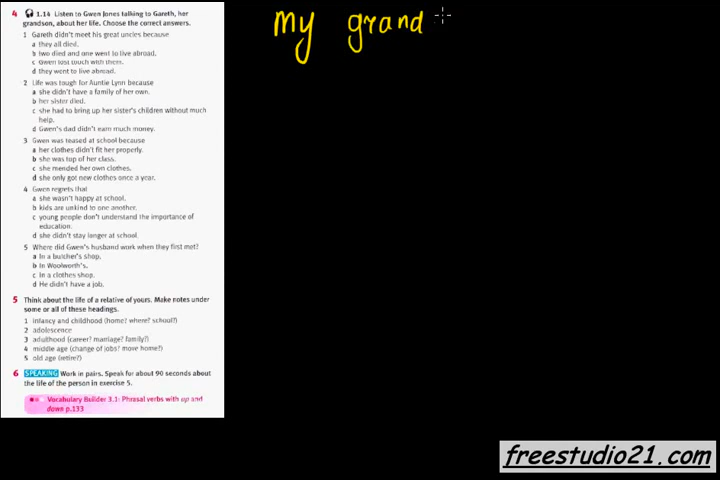 4 1.14 Listen to Gwen Jones talking to Gareth, her
grandson, about her life. Choose the correct answers.
1 Gareth didn't meet his great uncles because
a they all died.
b two died and one went to live abroad.
c Gwen lost touch with them.
d they went to live abroad.
2 Life was tough for Auntie Lynn because
a she didn't have a family of her own.
b her sister died.
c she had to bring up her sister's children without much
help.
d Gwen's dad didn't earn much money.
3 Gwen was teased at school because
a her clothes didn't fit her properly.
b she was top of her class.
c she mended her own clothes.
d she only got new clothes once a year.
4 Gwen regrets that
a she wasn't happy at school.
b kids are unkind to one another.
c young people don't understand the importance of
education.
d she didn't stay longer at school.
5 Where did Gwen's husband work when they first met?
a In a butcher's shop.
b In Woolworth's.
c In a clothes shop.
d He didn't have a job.
5 Think about the life of a relative of yours. Make notes under
some or all of these headings.
1 infancy and childhood (home? where? school?)
2 adolescence
3 adulthood (career? marriage? family?)
4 middle age (change of jobs? move home?)
5 old age (retire?)
6 SPEAKING Work in pairs. Speak for about 90 seconds about
the life of the person in exercise 5.
Vocabulary Builder 3.1: Phrasal verbs with up and
down p.133
my grand
freestudio21.com